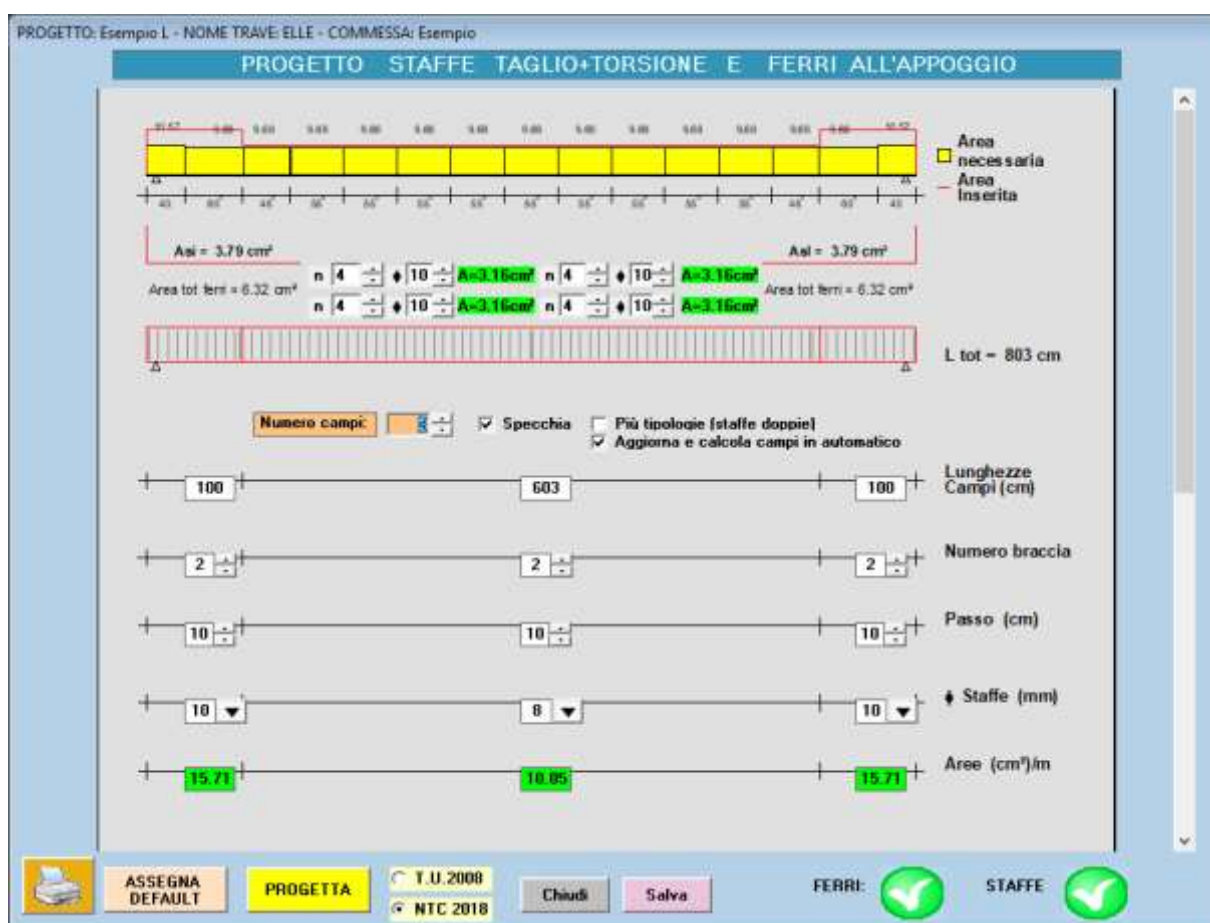 PROGETTO: Esempio L - NOME TRAVE: ELLE - COMMESSA: Esempio
PROGETTO STAFFE TAGLIO+TORSIONE E FERRI ALL'APPOGGIO
Area necessaria
Area Inserita
Asi = 3.79 cm²
Asl = 3.79 cm²
n 4 ϕ 10 A=3.16cm² n 4 ϕ 10 A=3.16cm²
Area tot ferri = 6.32 cm²
Area tot ferri = 6.32 cm²
n 4 ϕ 10 A=3.16cm² n 4 ϕ 10 A=3.16cm²
L tot = 803 cm
Numero campi: Specchia Più tipologie (staffe doppie)
Aggiorna e calcola campi in automatico
100 603 100 Lunghezze Campi (cm)
2 2 2 Numero braccia
10 10 10 Passo (cm)
10 8 10 ϕ Staffe (mm)
15.71 10.05 15.71 Aree (cm²)/m
ASSEGNA DEFAULT
PROGETTA
T.U.2008
NTC 2018
Chiudi
Salva
FERRI:
STAFFE